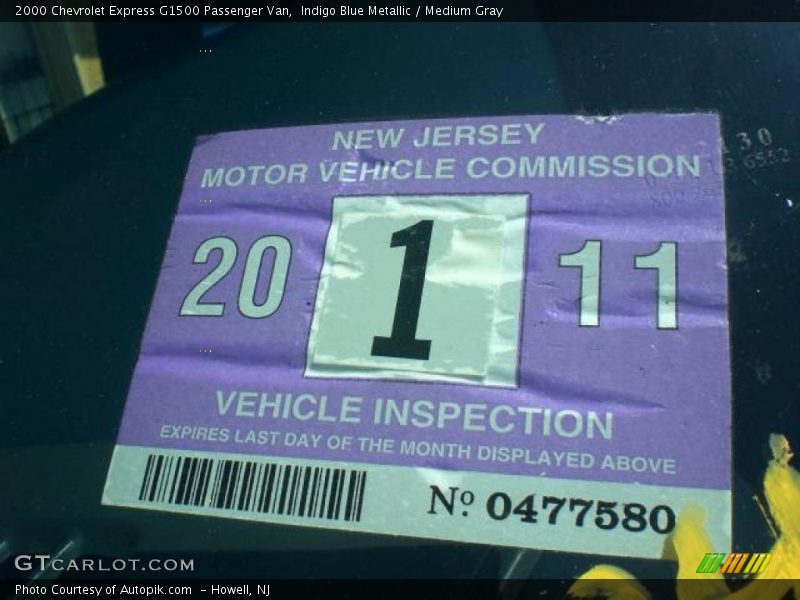 2000 Chevrolet Express G1500 Passenger Van, Indigo Blue Metallic / Medium Gray
NEW JERSEY
MOTOR VEHICLE COMMISSION
20 1 11
VEHICLE INSPECTION
EXPIRES LAST DAY OF THE MONTH DISPLAYED ABOVE
Nº. 0477580
GTCARLOT.COM
Photo Courtesy of Autopik.com - Howell, NJ